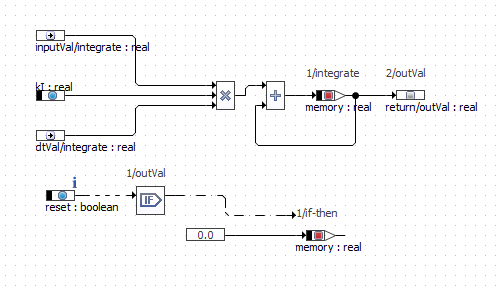 inputVal/integrate : real
kI : real
1/integrate
2/outVal
memory : real
return/outVal : real
dtVal/integrate : real
i
1/outVal
reset : boolean
IF
1/if-then
0.0
memory : real